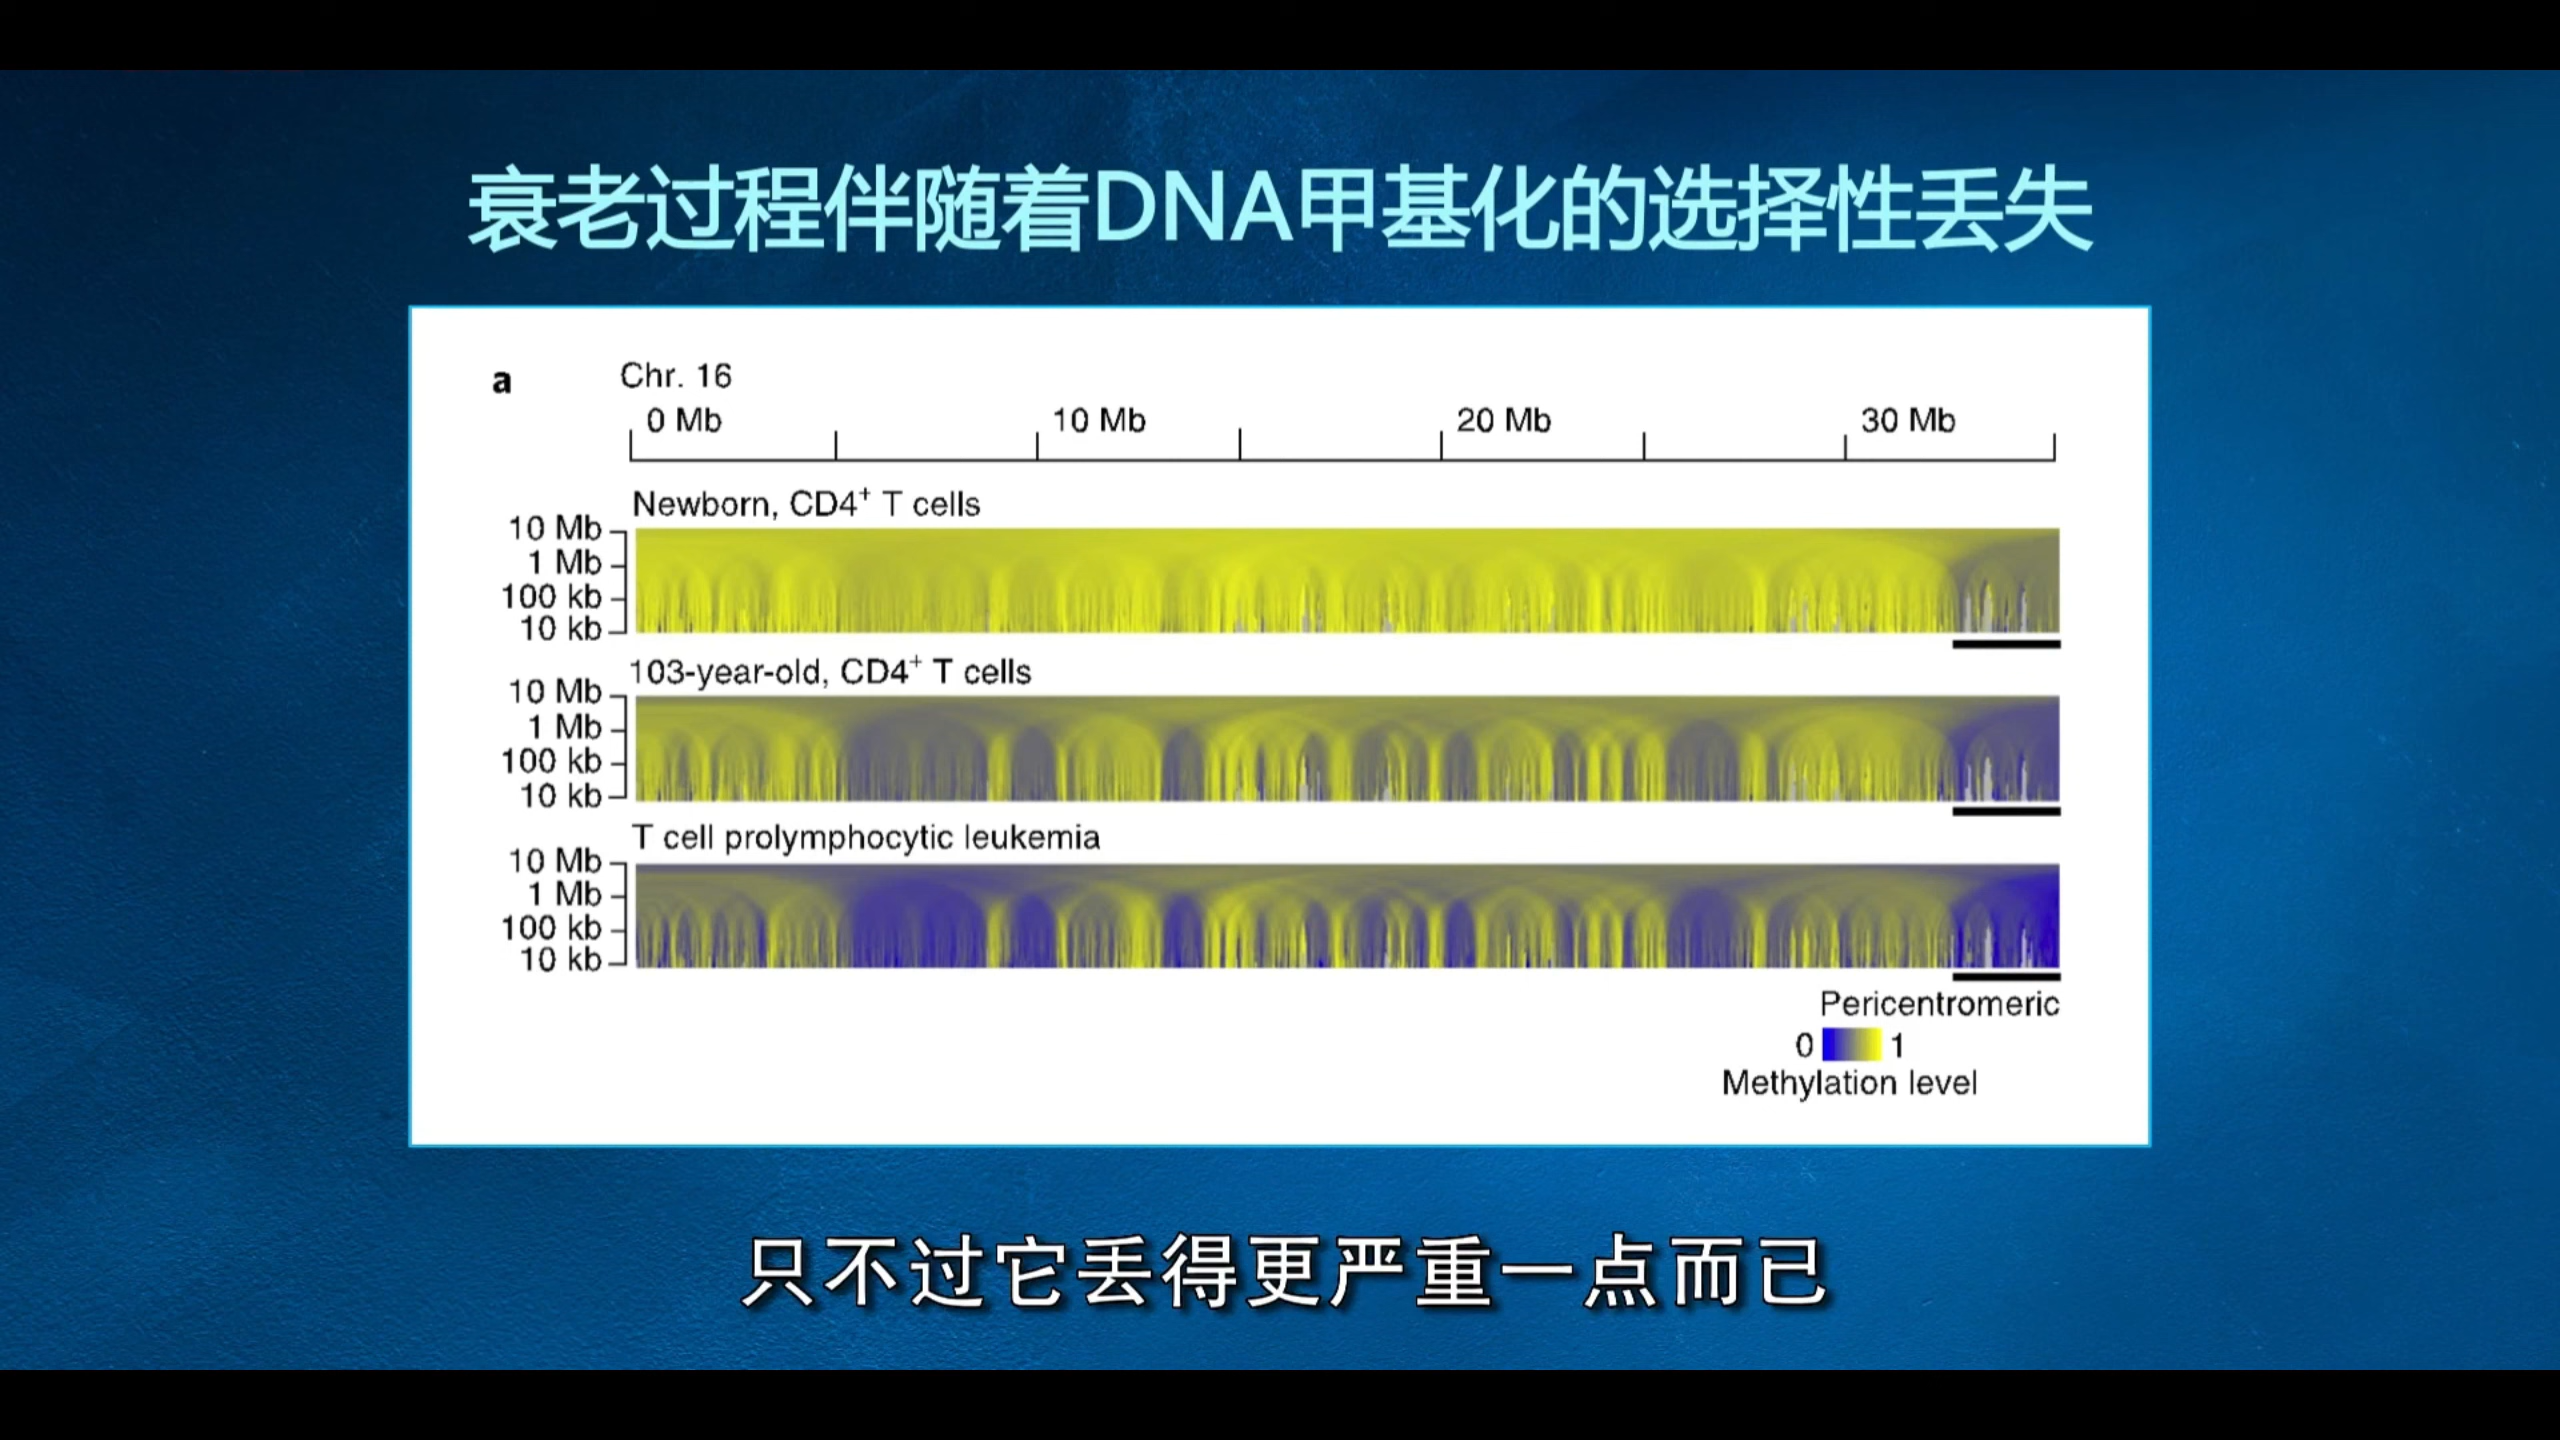 衰老过程伴随着DNA甲基化的选择性丢失
a
Chr. 16
0 Mb 10 Mb 20 Mb 30 Mb
Newborn, CD4⁺ T cells
10 Mb
1 Mb
100 kb
10 kb
103-year-old, CD4⁺ T cells
10 Mb
1 Mb
100 kb
10 kb
T cell prolymphocytic leukemia
10 Mb
1 Mb
100 kb
10 kb
Pericentromeric
0 1
Methylation level
只不过它丢得更严重一点而已